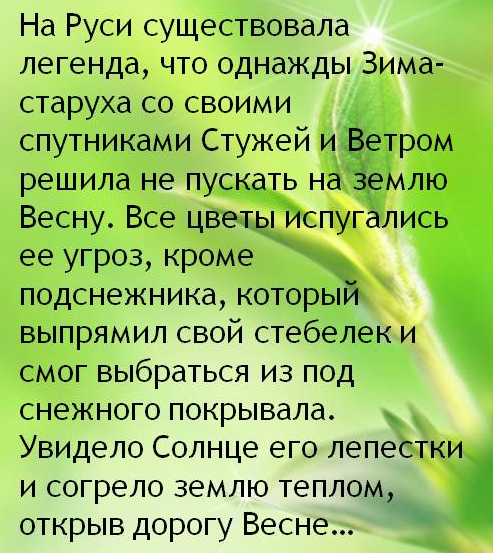 На Руси существовала
легенда, что однажды Зима-
старуха со своими
спутниками Стужей и Ветром
решила не пускать на землю
Весну. Все цветы испугались
ее угроз, кроме
подснежника, который
выпрямил свой стебелек и
смог выбраться из под
снежного покрывала.
Увидело Солнце его лепестки
и согрело землю теплом,
открыв дорогу Весне…